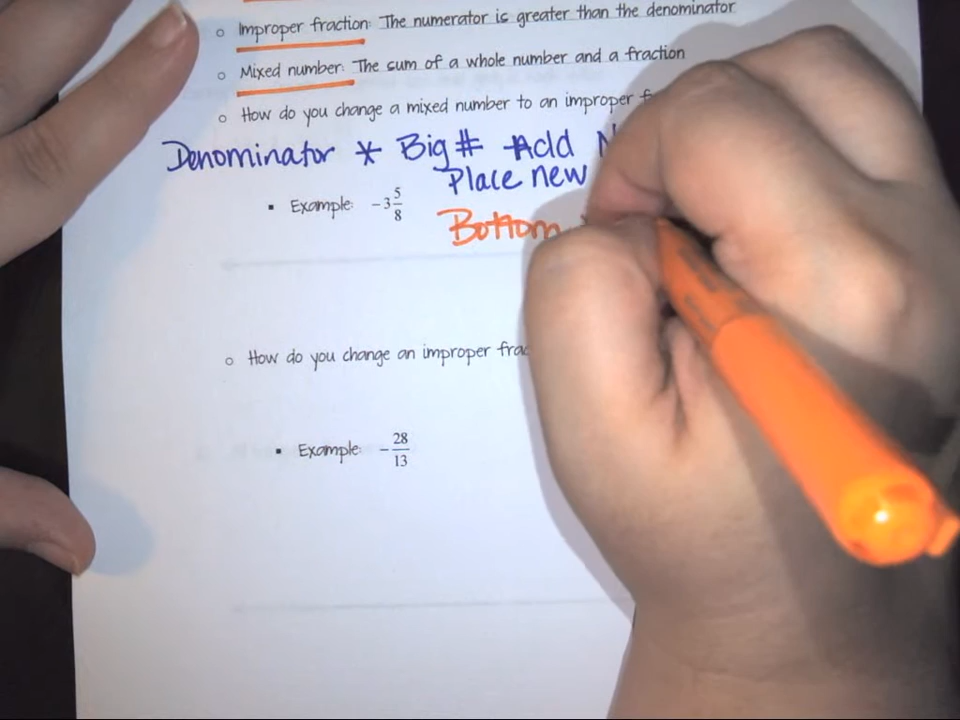 Improper fraction: The numerator is greater than the denominator
Mixed number: The sum of a whole number and a fraction
How do you change a mixed number to an improper
Denominator * Big# Add
Place new
Example: -3 5/8
Bottom
How do you change an improper
Example: - 28/13